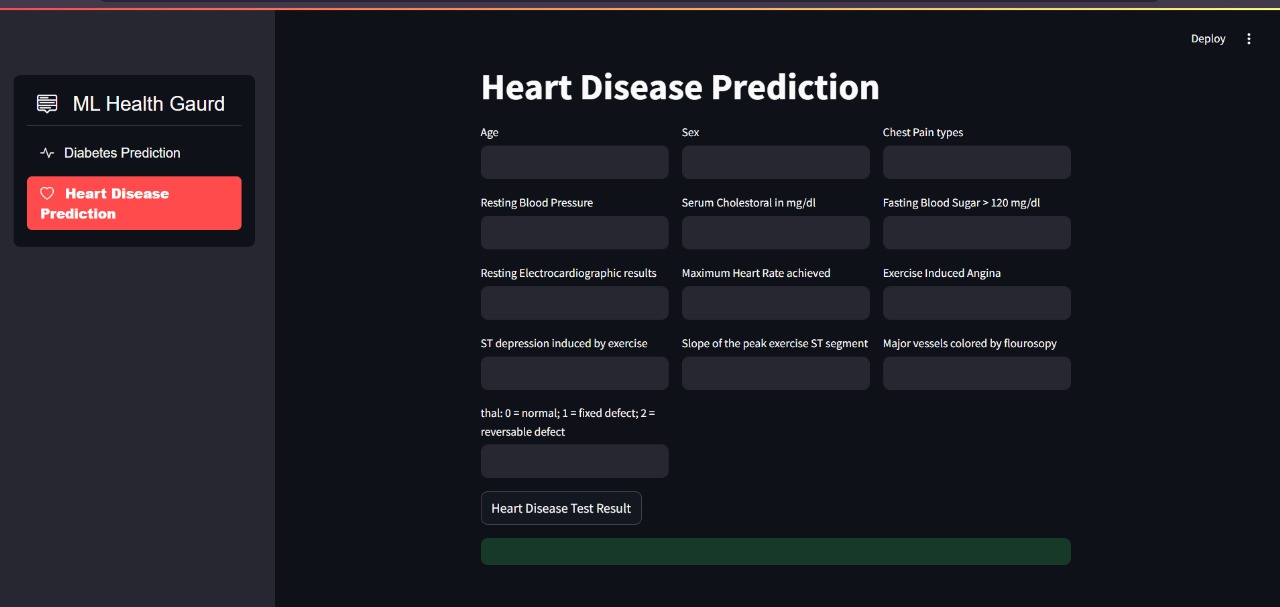 Deploy
ML Health Gaurd
Diabetes Prediction
Heart Disease
Prediction
Heart Disease Prediction
Age
Sex
Chest Pain types
Resting Blood Pressure
Serum Cholestoral in mg/dl
Fasting Blood Sugar > 120 mg/dl
Resting Electrocardiographic results
Maximum Heart Rate achieved
Exercise Induced Angina
ST depression induced by exercise
Slope of the peak exercise ST segment
Major vessels colored by flourosopy
thal: 0 = normal; 1 = fixed defect; 2 =
reversable defect
Heart Disease Test Result